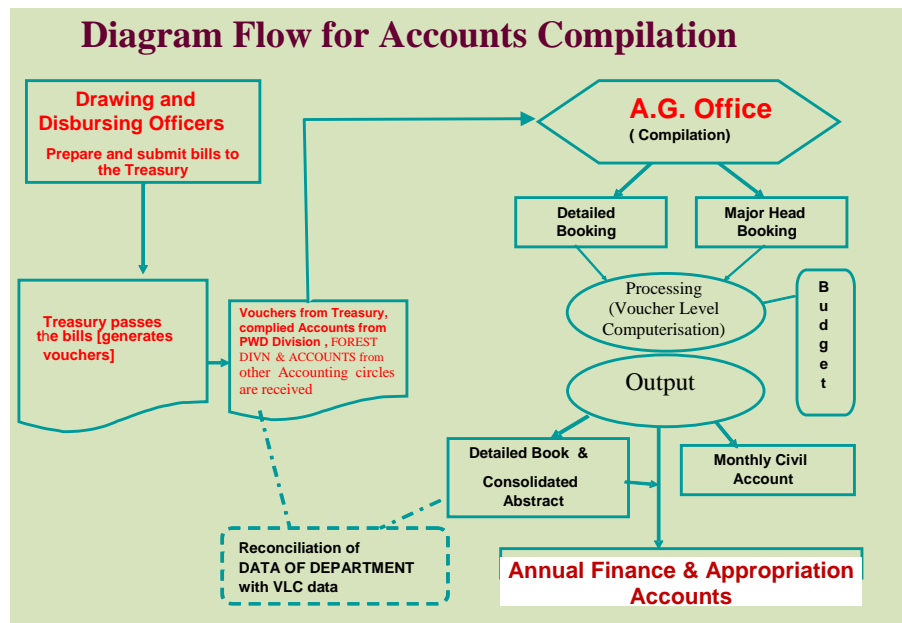 Diagram Flow for Accounts Compilation
Drawing and
Disbursing Officers
Prepare and submit bills to
the Treasury
A.G. Office
( Compilation)
Detailed
Booking
Major Head
Booking
Treasury passes
the bills [generates
vouchers]
Vouchers from Treasury,
complied Accounts from
PWD Division , FOREST
DIVN & ACCOUNTS from
other Accounting circles
are received
Processing
(Voucher Level
Computerisation)
B
u
d
g
e
t
Output
Detailed Book &
Consolidated
Abstract
Monthly Civil
Account
Reconciliation of
DATA OF DEPARTMENT
with VLC data
Annual Finance & Appropriation
Accounts